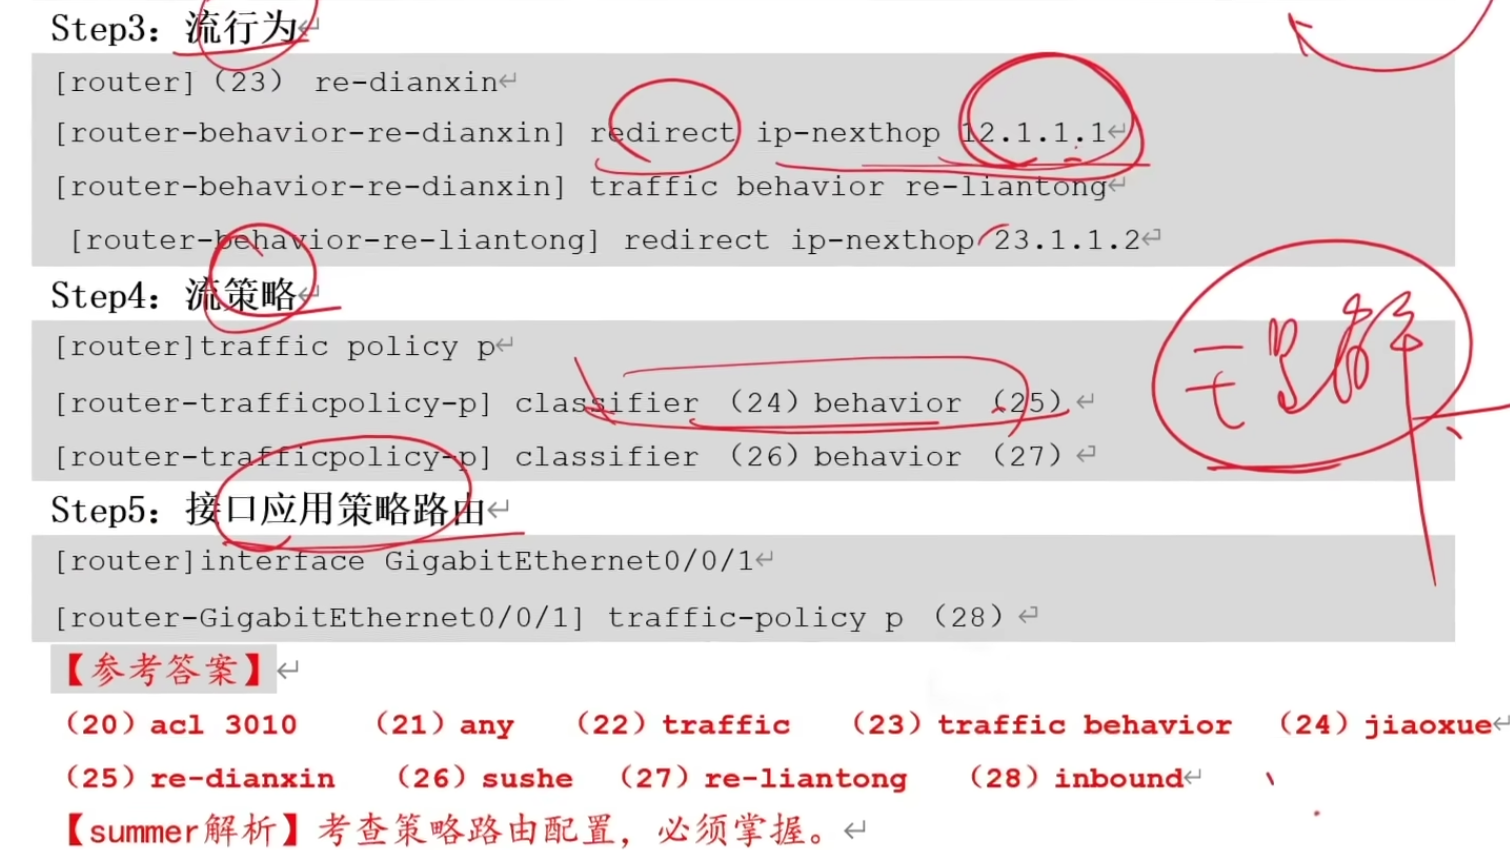 Step3：流行为
[router]（23） re-dianxin
[router-behavior-re-dianxin] redirect ip-nexthop 12.1.1.1
[router-behavior-re-dianxin] traffic behavior re-liantong
[router-behavior-re-liantong] redirect ip-nexthop 23.1.1.2
Step4：流策略
[router]traffic policy p
[router-trafficpolicy-p] classifier （24）behavior （25）
[router-trafficpolicy-p] classifier （26）behavior （27）
Step5：接口应用策略路由
[router]interface GigabitEthernet0/0/1
[router-GigabitEthernet0/0/1] traffic-policy p （28）
【参考答案】
（20）acl 3010 （21）any （22）traffic （23）traffic behavior （24）jiaoxue
（25）re-dianxin （26）sushe （27）re-liantong （28）inbound
【summer解析】考查策略路由配置，必须掌握。